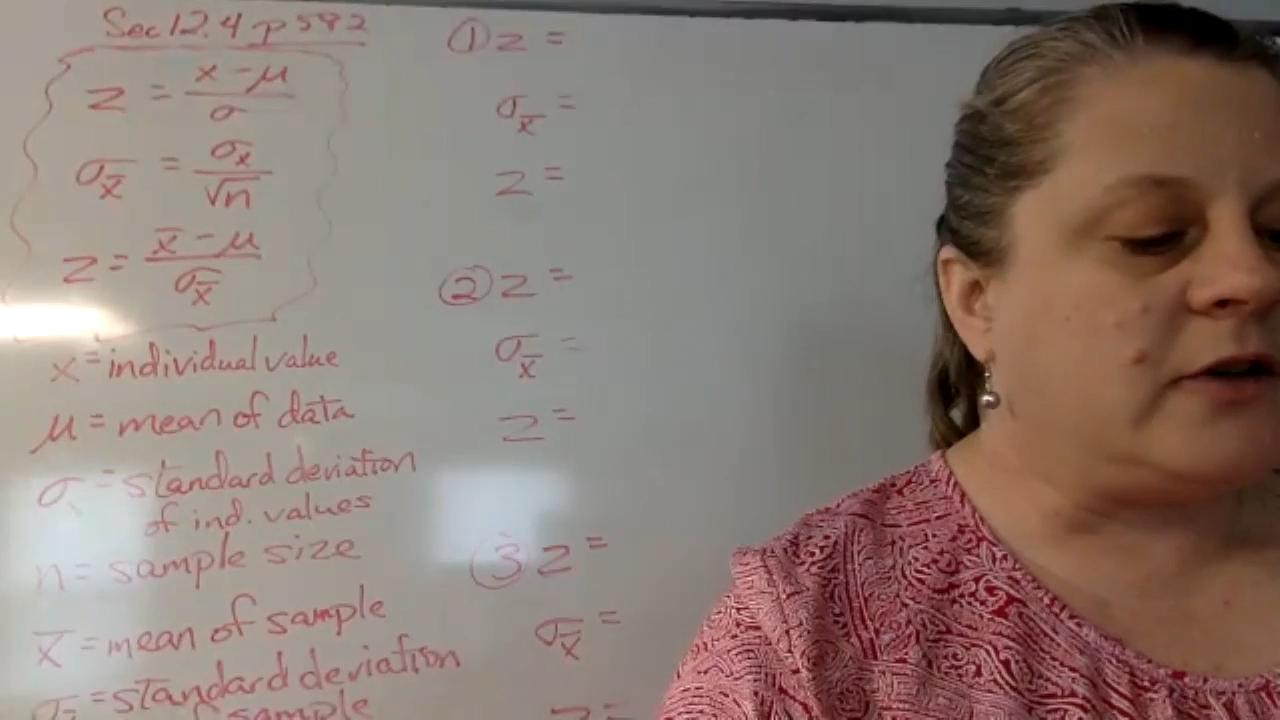 Sec 12.4 p 592
z = x - μ / σ
σx̄ = σx / √n
z = x̄ - μ / σx̄
x = individual value
μ = mean of data
σ = standard deviation
of ind. values
n = sample size
x̄ = mean of sample
= standard deviation
sample
① z =
σx̄ =
z =
② z =
σx̄ =
z =
③ z =
σx̄ =
z =